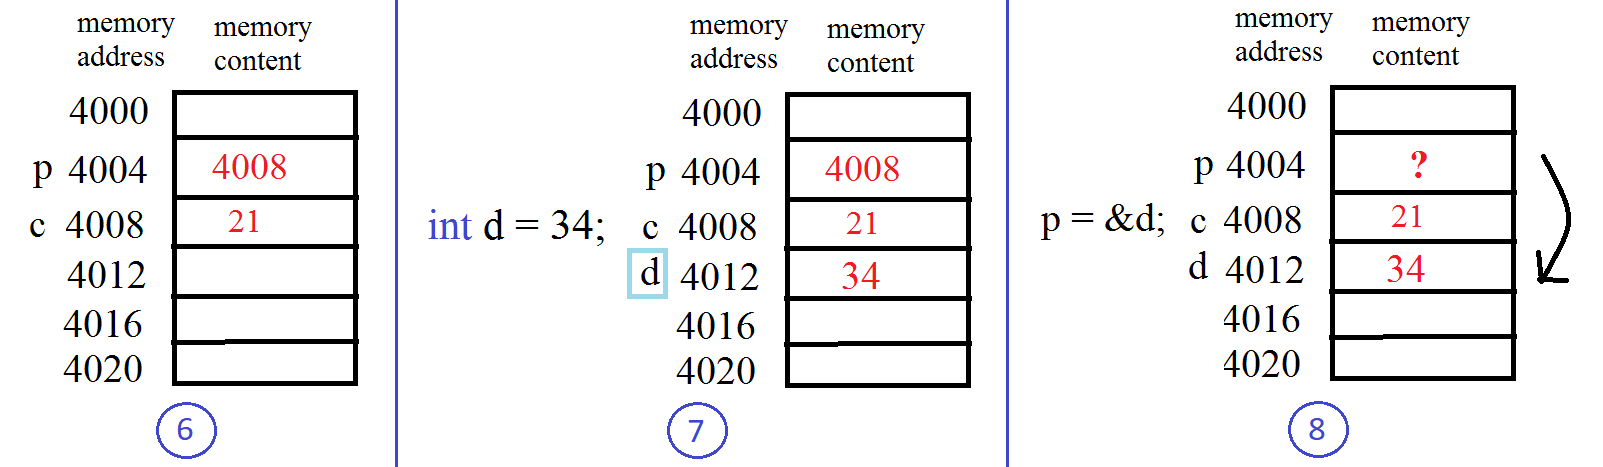 memory address memory content
4000
p 4004 4008
c 4008 21
4012
4016
4020
6
memory address memory content
4000
p 4004 4008
int d = 34; c 4008 21
d 4012 34
4016
4020
7
memory address memory content
4000
p 4004 ?
p = &d; c 4008 21
d 4012 34
4016
4020
8